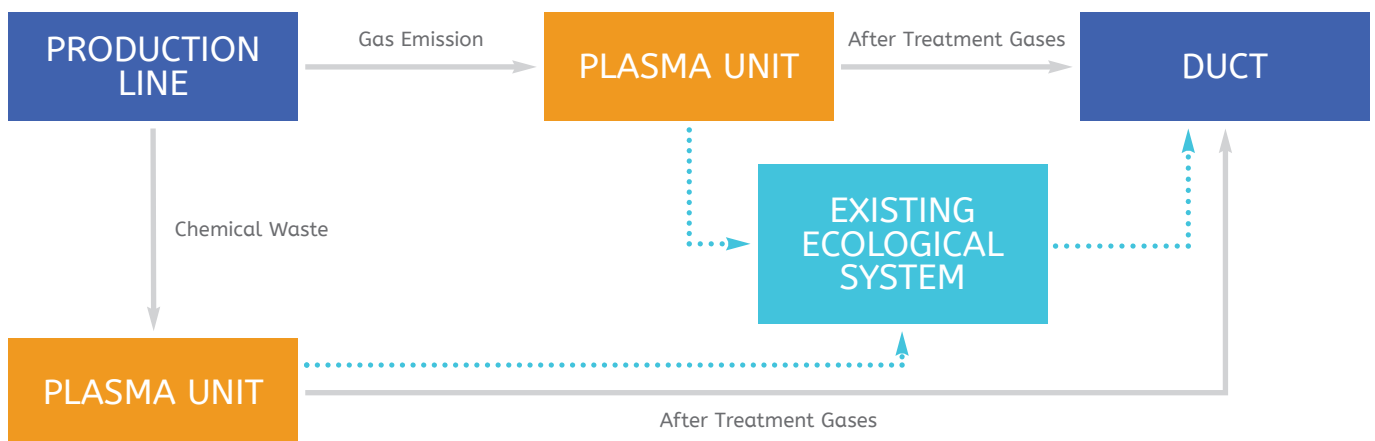 PRODUCTION
LINE
Gas Emission
PLASMA UNIT
After Treatment Gases
DUCT
Chemical Waste
EXISTING
ECOLOGICAL
SYSTEM
PLASMA UNIT
After Treatment Gases